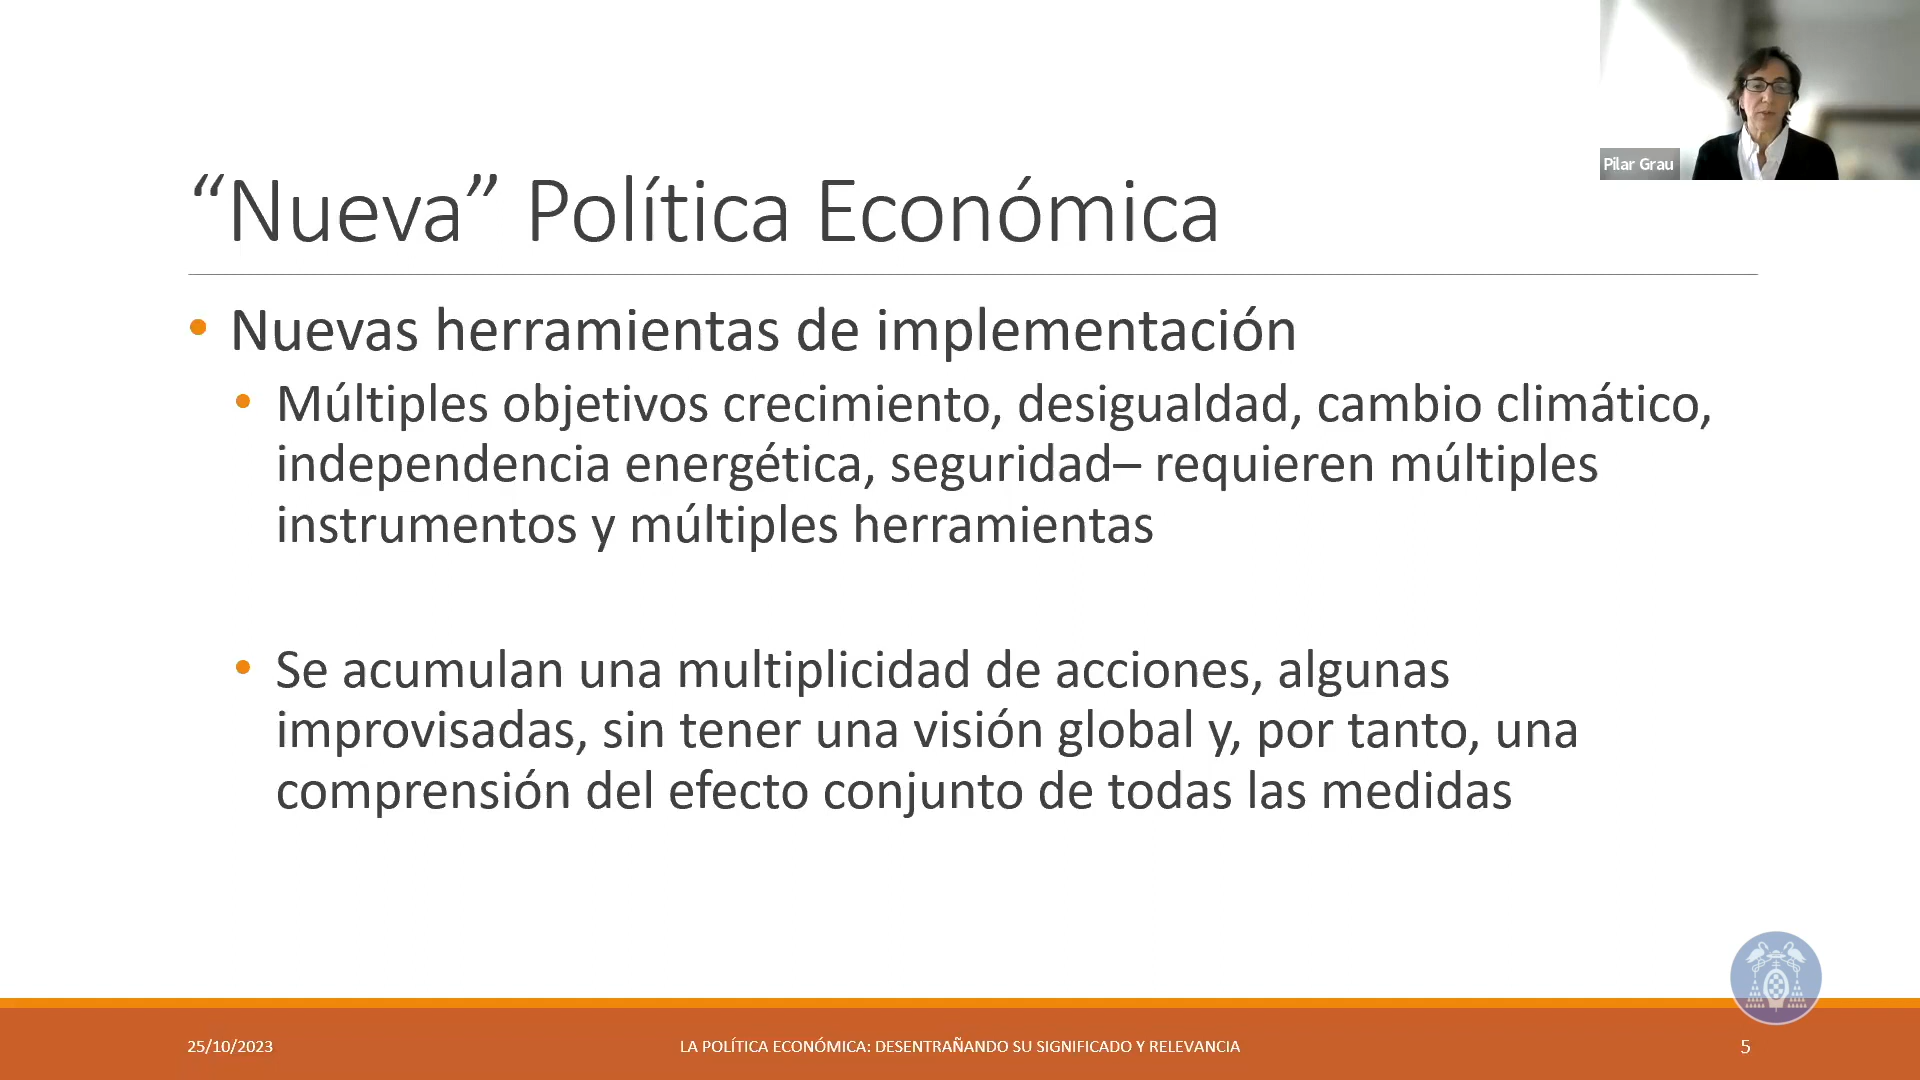 Pilar Grau
“Nueva” Política Económica
• Nuevas herramientas de implementación
• Múltiples objetivos crecimiento, desigualdad, cambio climático,
independencia energética, seguridad– requieren múltiples
instrumentos y múltiples herramientas
• Se acumulan una multiplicidad de acciones, algunas
improvisadas, sin tener una visión global y, por tanto, una
comprensión del efecto conjunto de todas las medidas
25/10/2023
LA POLÍTICA ECONÓMICA: DESENTRAÑANDO SU SIGNIFICADO Y RELEVANCIA
5